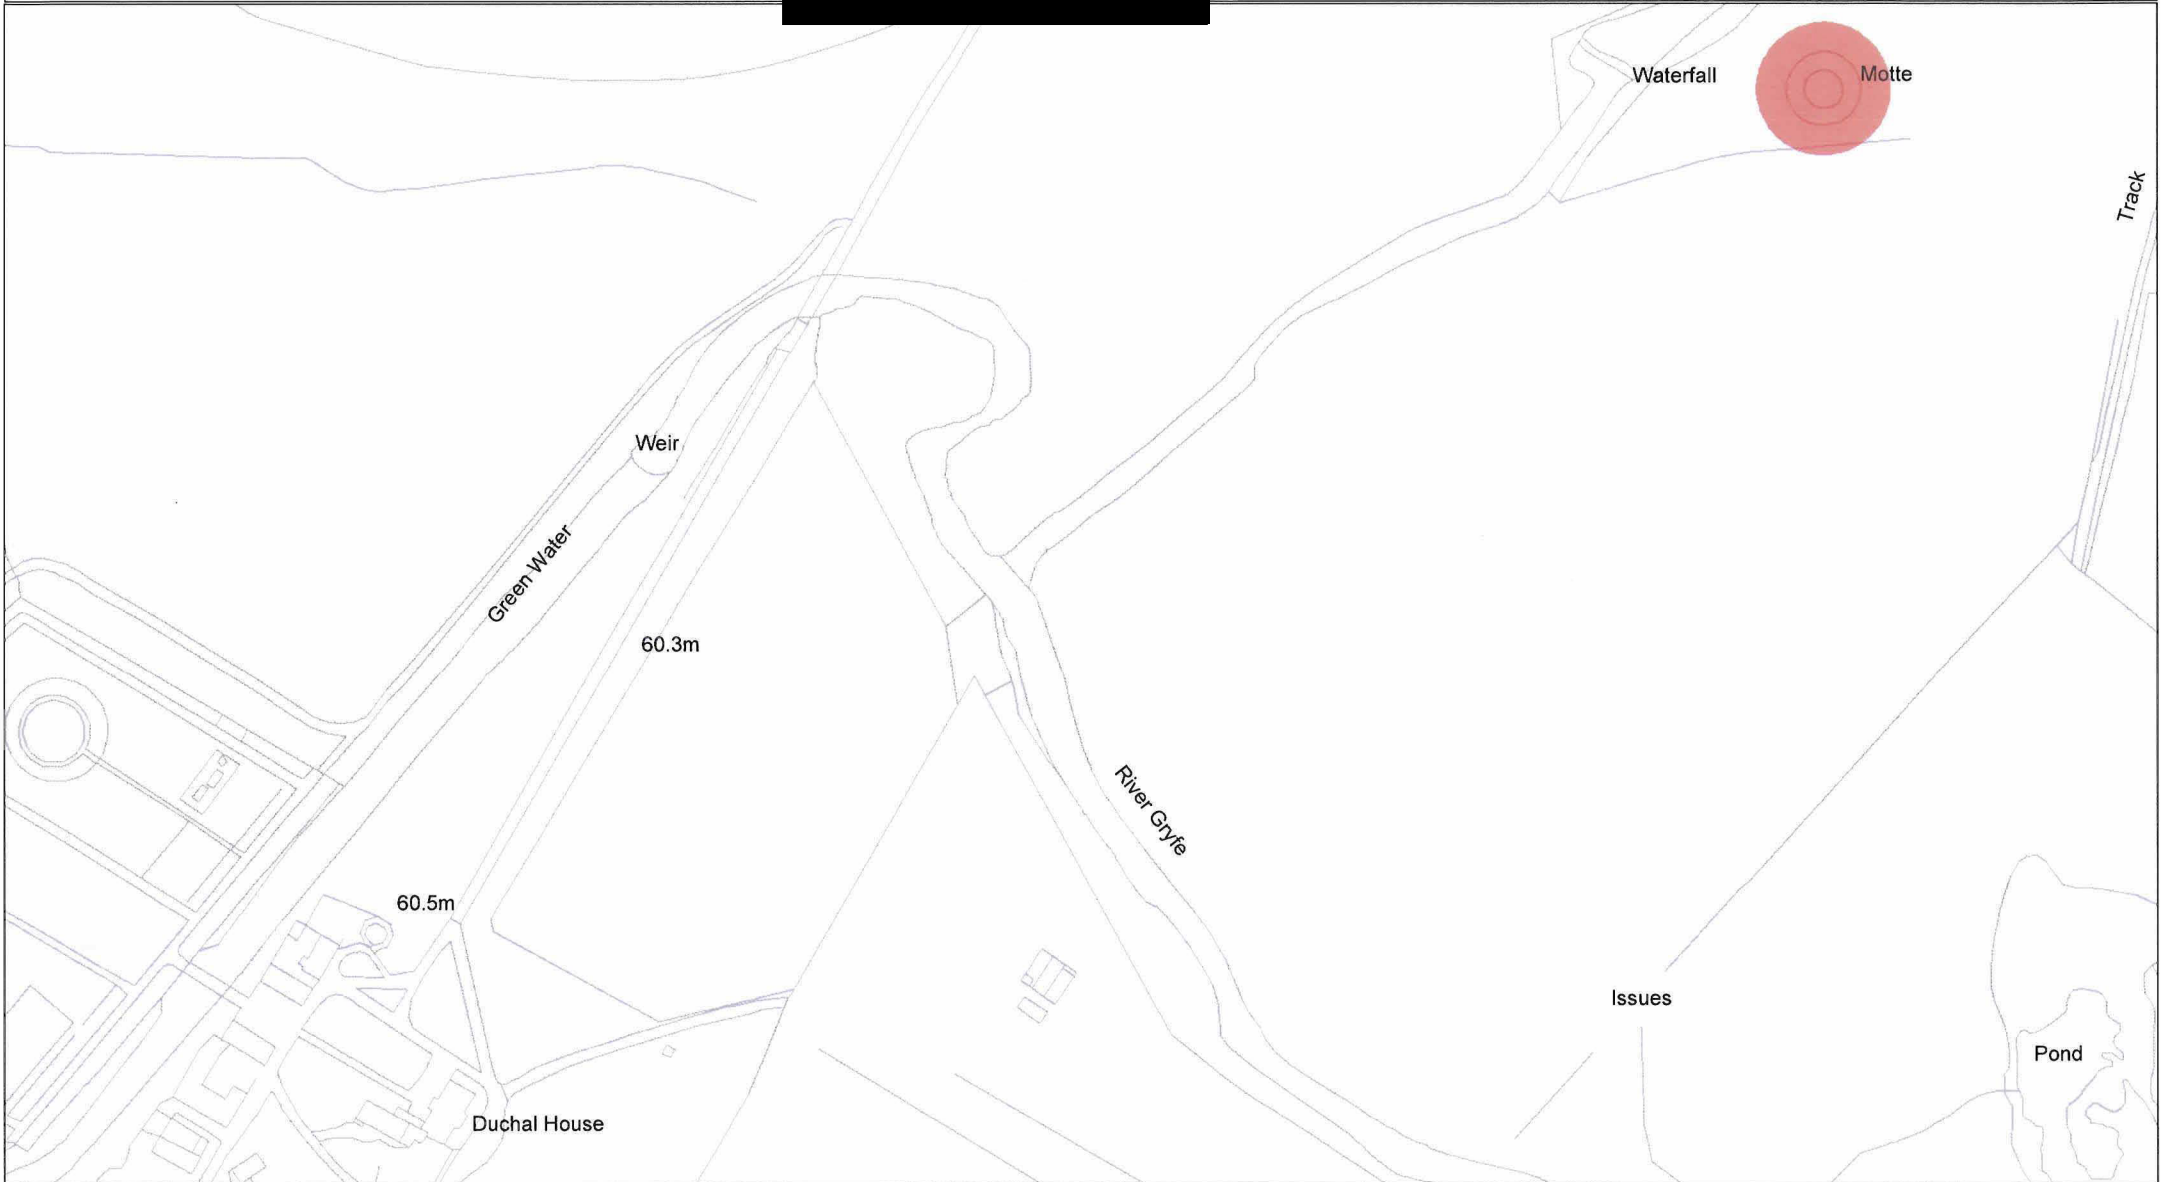 Waterfall
Motte
Track
Weir
Green Water
60.3m
River Gryfe
60.5m
Issues
Pond
Duchal House